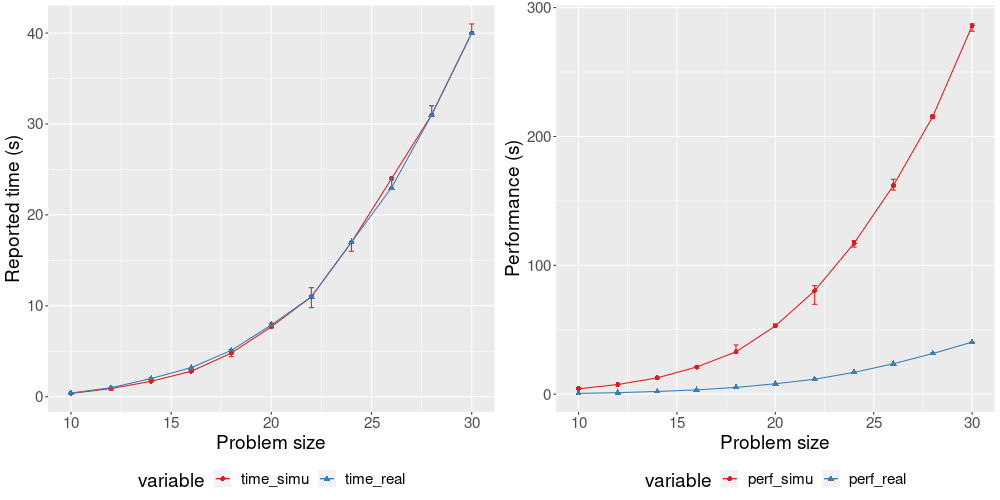 Reported time (s)
40
30
20
10
0
10 15 20 25 30
Problem size
variable time_simu time_real
Performance (s)
300
200
100
0
10 15 20 25 30
Problem size
variable perf_simu perf_real